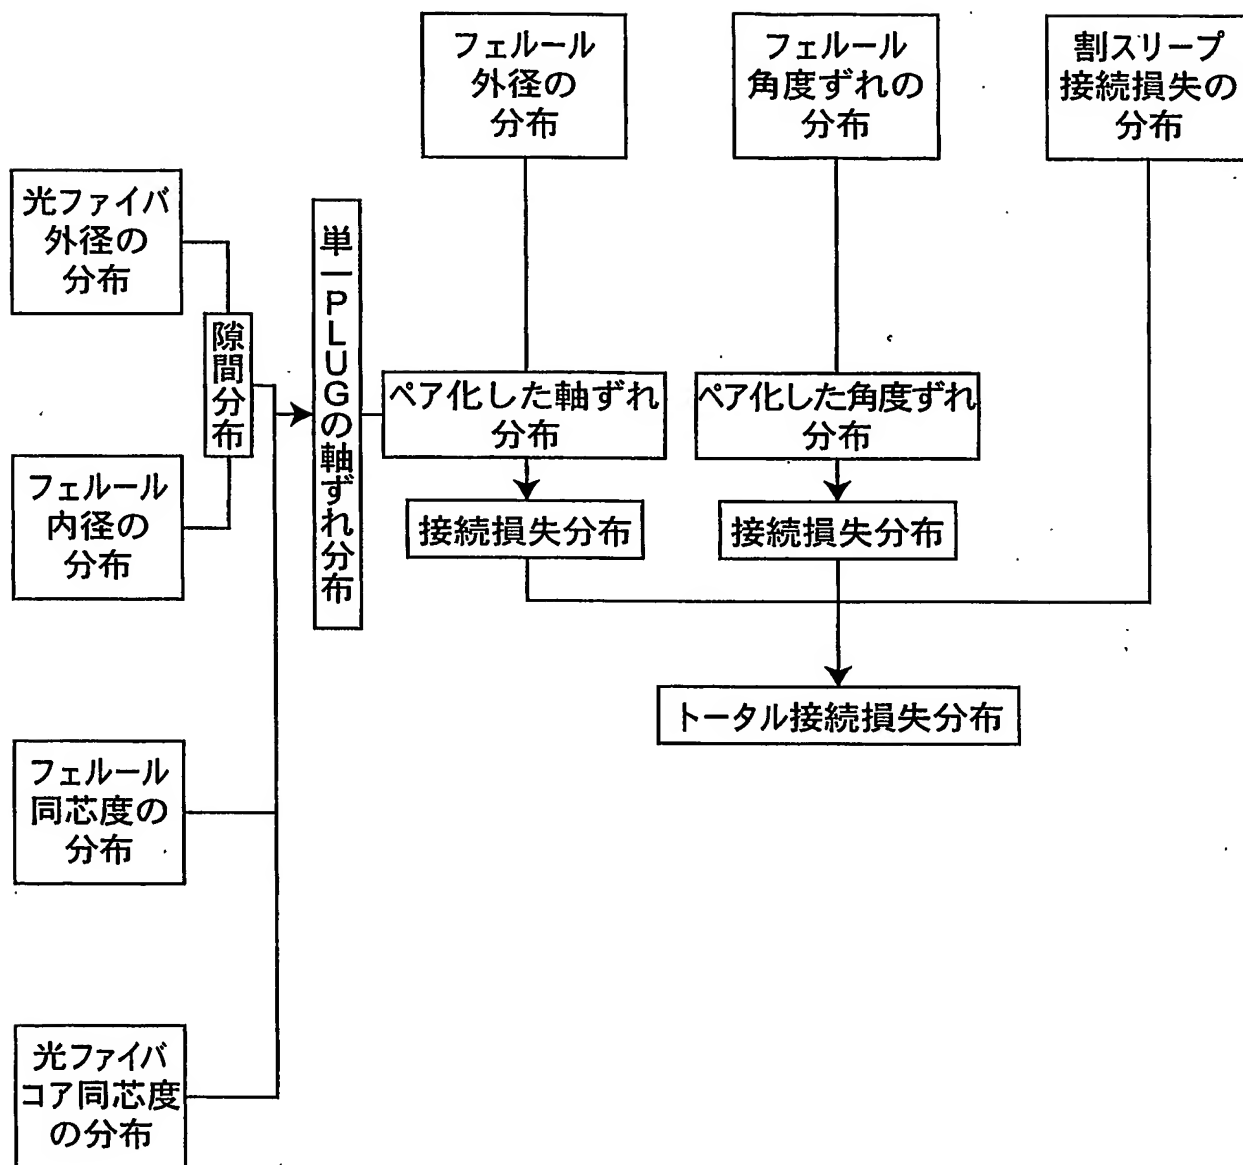 フェルール
外径の
分布
フェルール
角度ずれの
分布
割スリーブ
接続損失の
分布
光ファイバ
外径の
分布
隙間分布
単一PLUGの軸ずれ分布
ペア化した軸ずれ
分布
ペア化した角度ずれ
分布
フェルール
内径の
分布
接続損失分布
接続損失分布
トータル接続損失分布
フェルール
同芯度の
分布
光ファイバ
コア同芯度
の分布